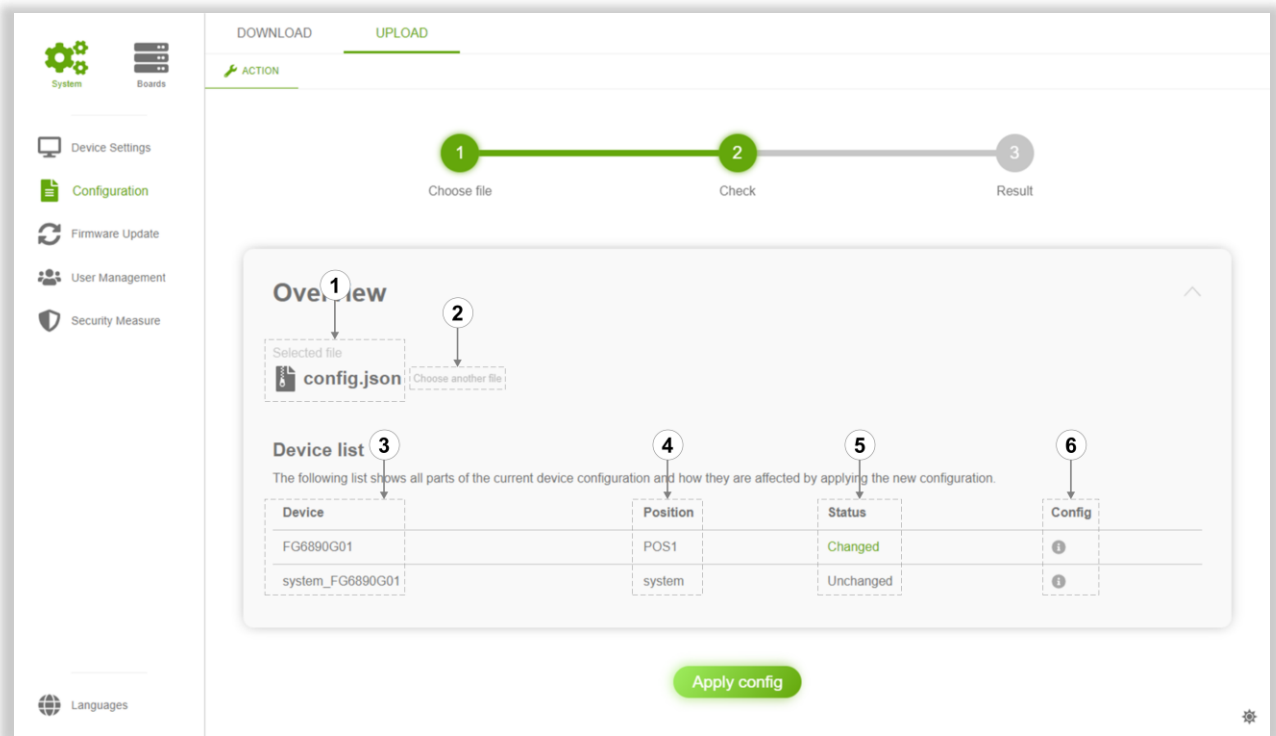 DOWNLOAD UPLOAD
System Boards
ACTION
Device Settings
Configuration
Firmware Update
User Management
Security Measure
Languages
1 2 3
Choose file Check Result
1
Overview
2
Selected file
config.json Choose another file
Device list 3 4 5 6
The following list shows all parts of the current device configuration and how they are affected by applying the new configuration.
Device Position Status Config
FG6890G01 POS1 Changed
system_FG6890G01 system Unchanged
Apply config